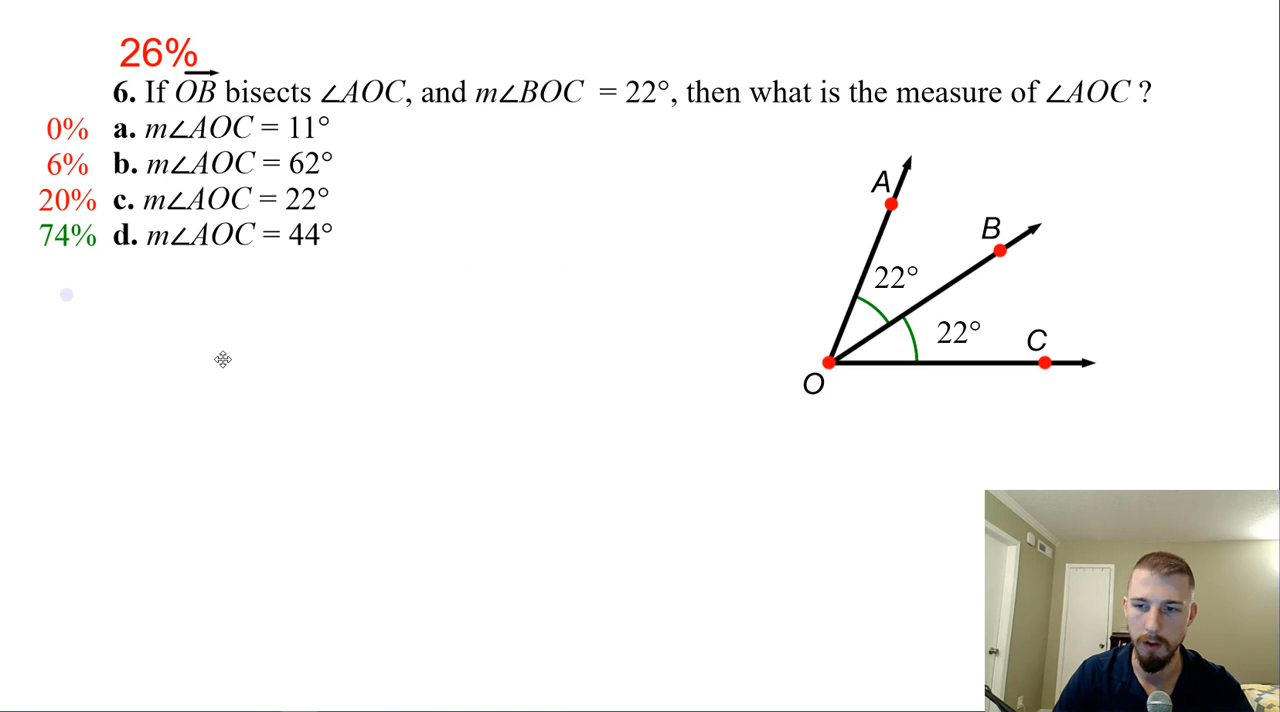 26%
6. If OB bisects ∠AOC, and m∠BOC = 22°, then what is the measure of ∠AOC ?
0% a. m∠AOC = 11°
6% b. m∠AOC = 62°
20% c. m∠AOC = 22°
74% d. m∠AOC = 44°
A
B
22°
22°
C
O